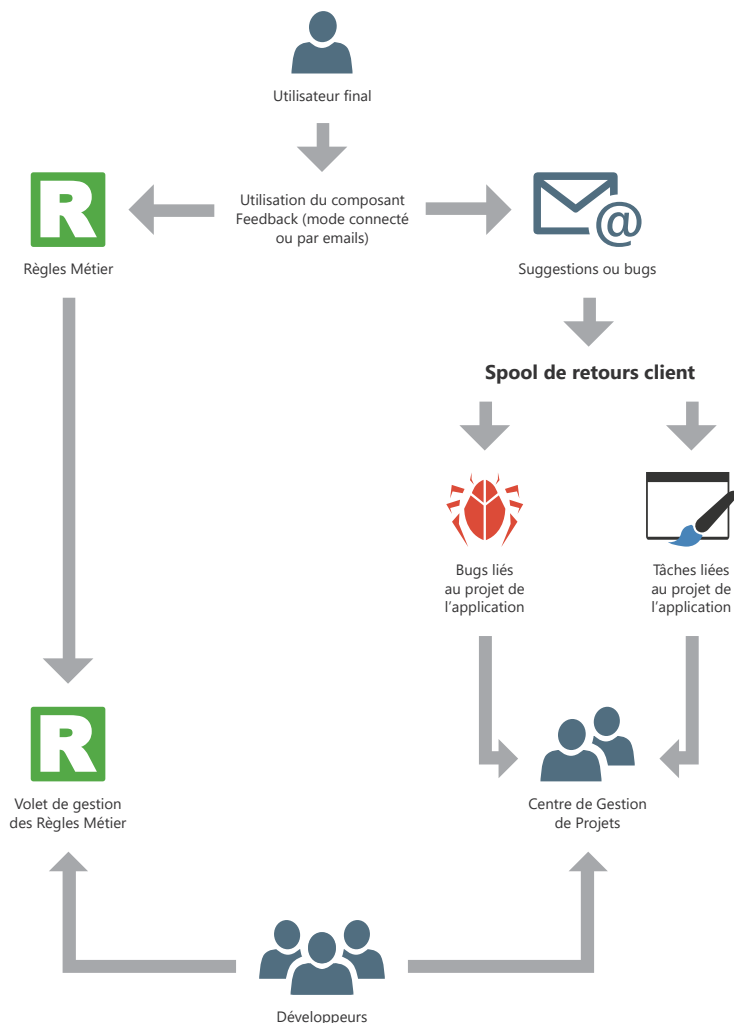 Utilisateur final
Utilisation du composant
Feedback (mode connecté
ou par emails)
R
Règles Métier
@
Suggestions ou bugs
Spool de retours client
Bugs liés
au projet de
l'application
Tâches liées
au projet de
l'application
R
Volet de gestion
des Règles Métier
Centre de Gestion
de Projets
Développeurs